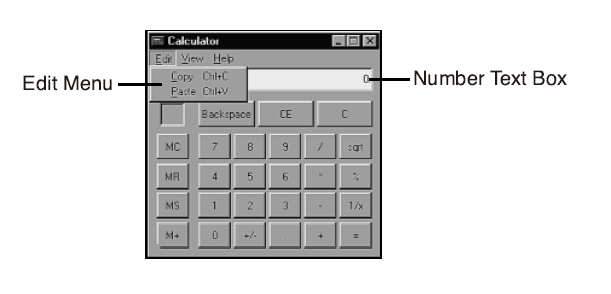 Calculator
Edit View Help
Edit Menu
Copy Ctrl+C
Paste Ctrl+V
0
Number Text Box
Backspace CE C
MC 7 8 9 / sqrt
MR 4 5 6 * %
MS 1 2 3 - 1/x
M+ 0 +/- . + =